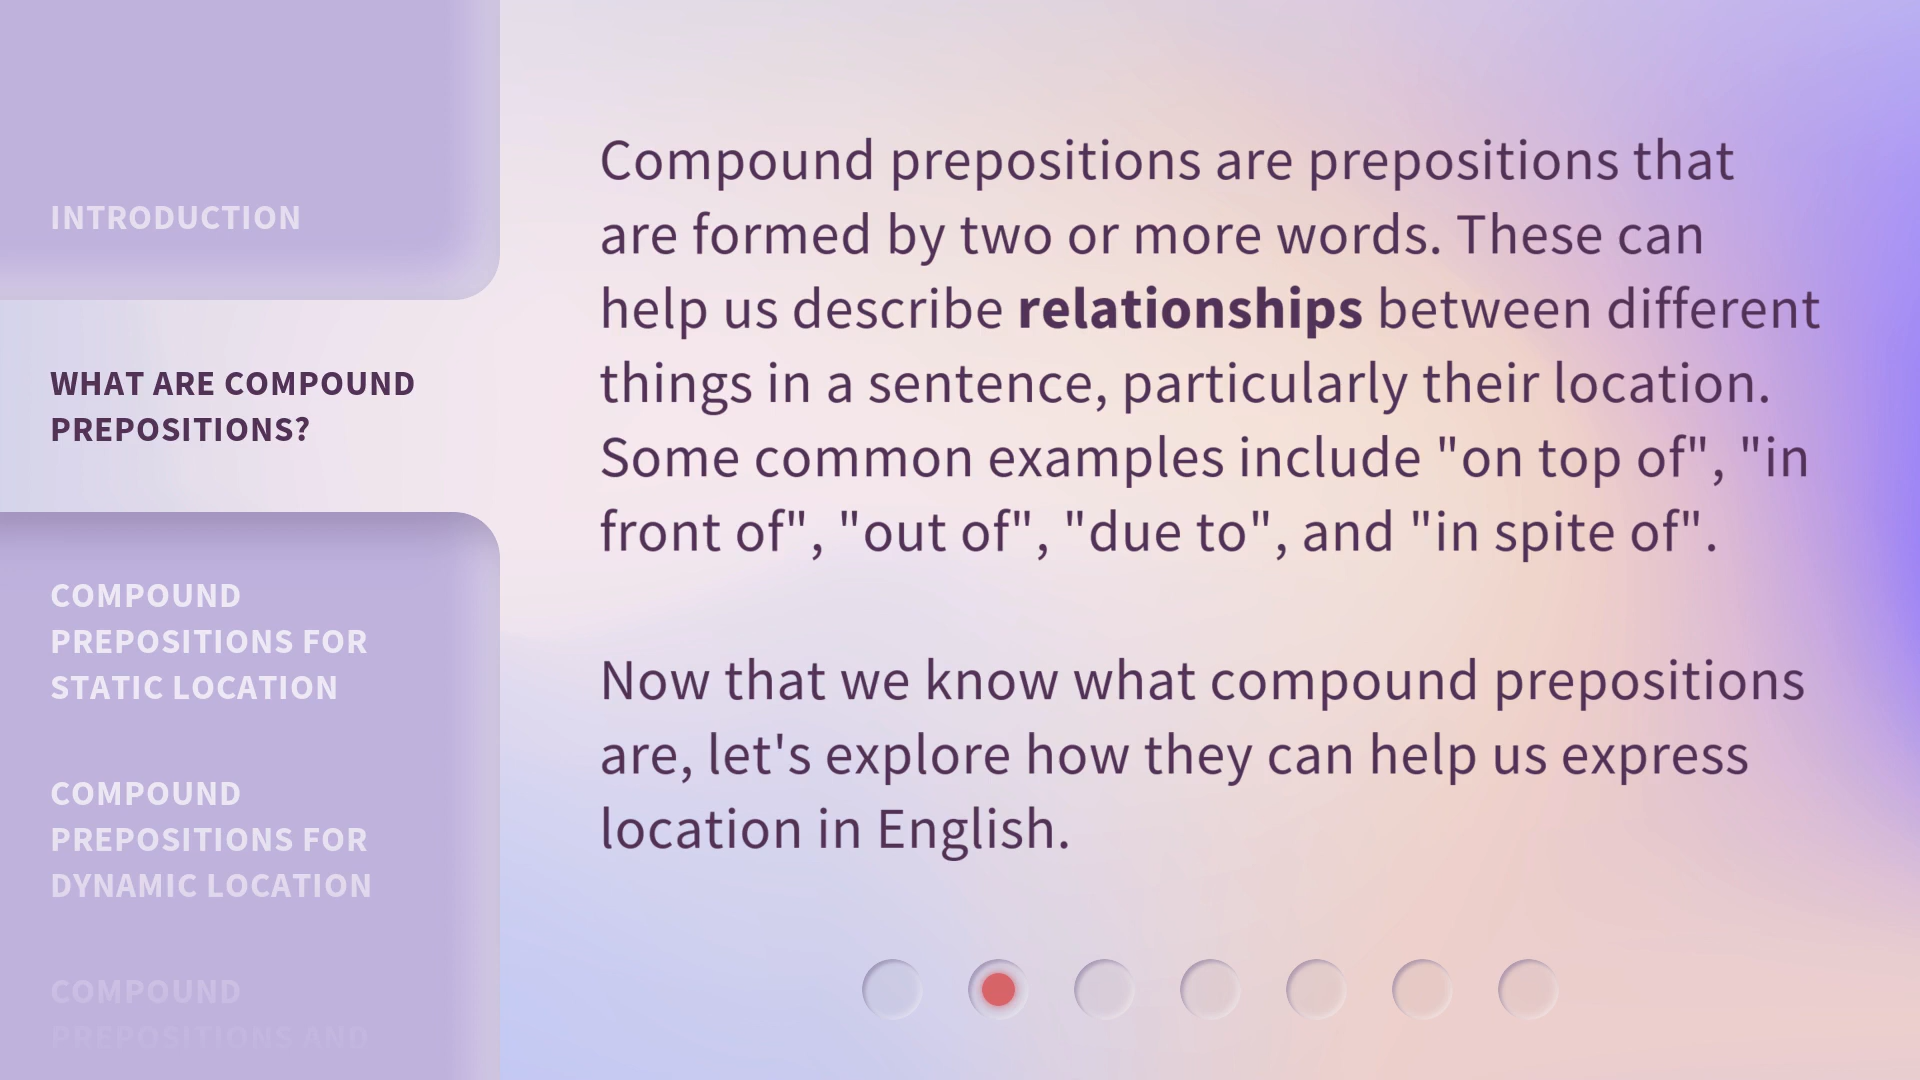 INTRODUCTION
WHAT ARE COMPOUND
PREPOSITIONS?
COMPOUND
PREPOSITIONS FOR
STATIC LOCATION
COMPOUND
PREPOSITIONS FOR
DYNAMIC LOCATION
COMPOUND
PREPOSITIONS AND
Compound prepositions are prepositions that
are formed by two or more words. These can
help us describe relationships between different
things in a sentence, particularly their location.
Some common examples include "on top of", "in
front of", "out of", "due to", and "in spite of".
Now that we know what compound prepositions
are, let's explore how they can help us express
location in English.